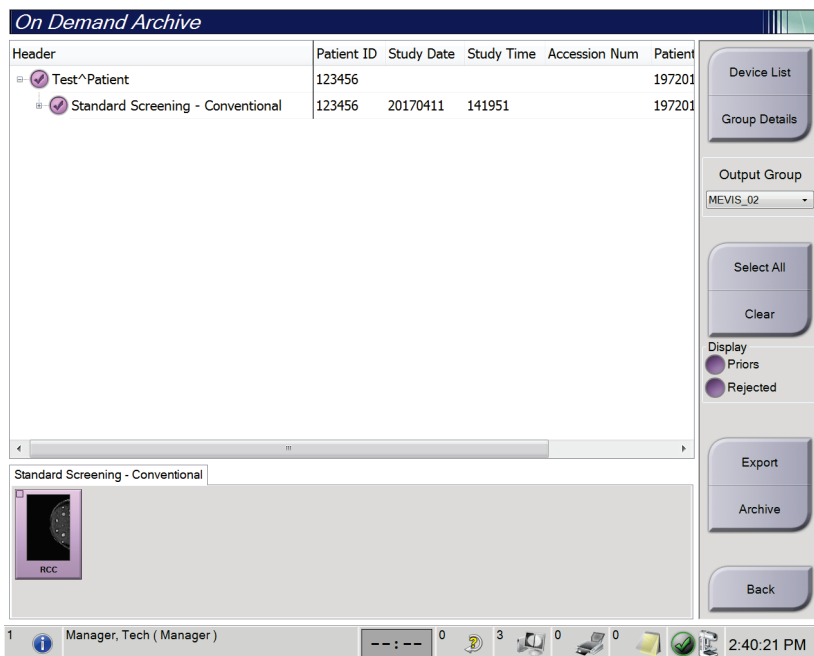 On Demand Archive
Header Patient ID Study Date Study Time Accession Num Patient
Test^Patient 123456 197201
Standard Screening - Conventional 123456 20170411 141951 197201
Device List
Group Details
Output Group
MEVIS_02
Select All
Clear
Display
Priors
Rejected
Export
Archive
Back
Standard Screening - Conventional
RCC
1 Manager, Tech ( Manager ) --:-- 0 3 0 0 2:40:21 PM